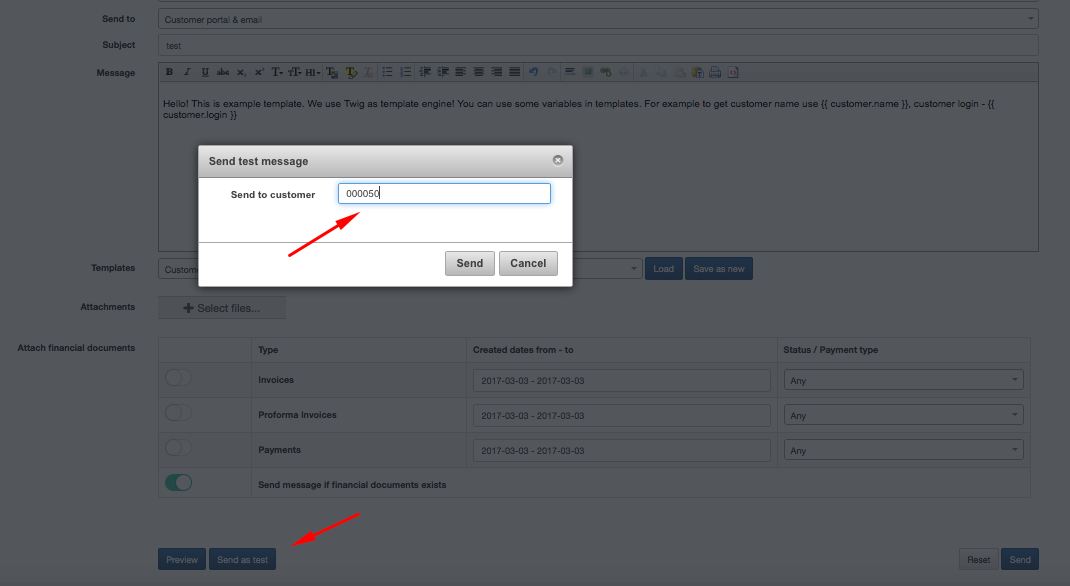 Send to
Customer portal & email
Subject
test
Message
B I U abc X, X² T- TT- HI-
Hello! This is example template. We use Twig as template engine! You can use some variables in templates. For example to get customer name use {{ customer.name }}, customer login - {{
customer.login }}
Send test message
Send to customer
000050
Send
Cancel
Templates
Custom
Load
Save as new
Attachments
+ Select files...
Attach financial documents
Type
Created dates from - to
Status / Payment type
Invoices
2017-03-03 - 2017-03-03
Any
Proforma Invoices
2017-03-03 - 2017-03-03
Any
Payments
2017-03-03 - 2017-03-03
Any
Send message if financial documents exists
Preview
Send as test
Reset
Send